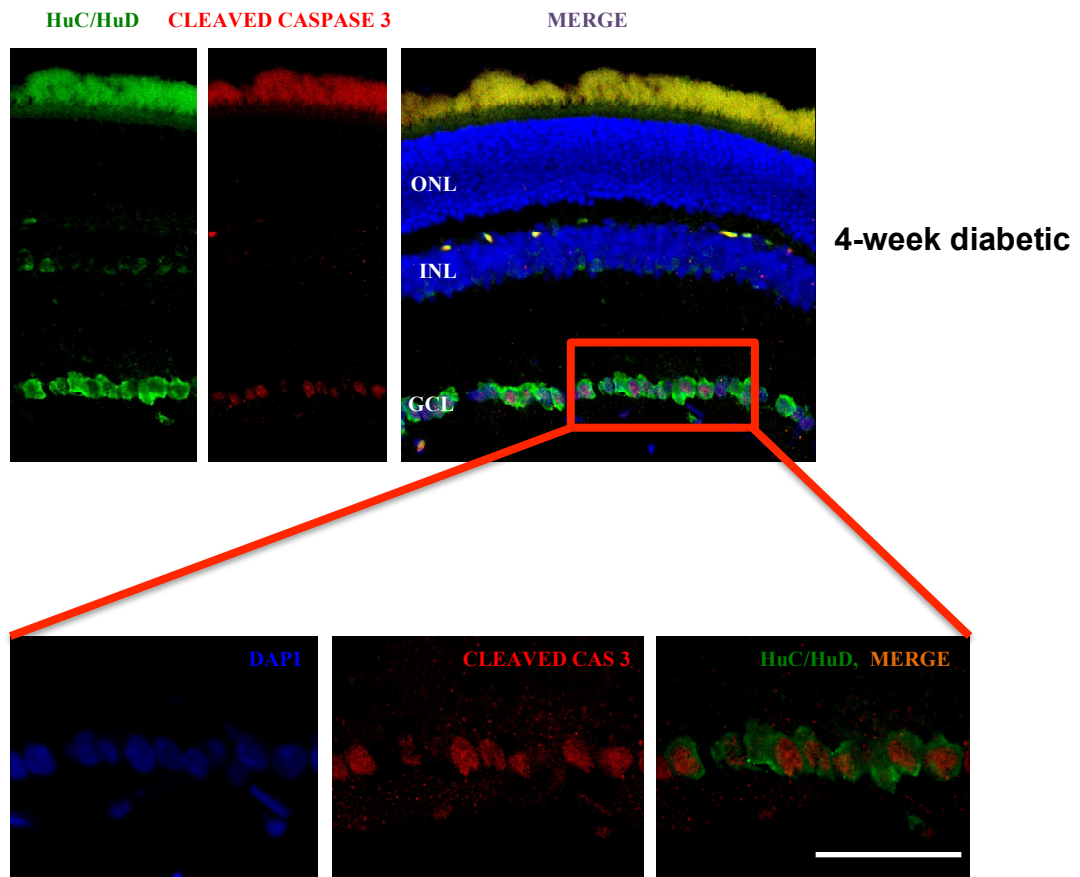 HuC/HuD CLEAVED CASPASE 3 MERGE
ONL
INL
GCL
4-week diabetic
DAPI
CLEAVED CAS 3
HuC/HuD, MERGE